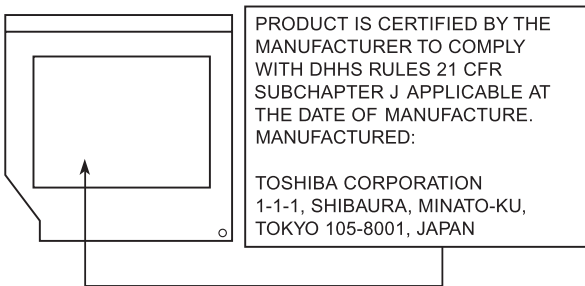 PRODUCT IS CERTIFIED BY THE
MANUFACTURER TO COMPLY
WITH DHHS RULES 21 CFR
SUBCHAPTER J APPLICABLE AT
THE DATE OF MANUFACTURE.
MANUFACTURED:
TOSHIBA CORPORATION
1-1-1, SHIBAURA, MINATO-KU,
TOKYO 105-8001, JAPAN